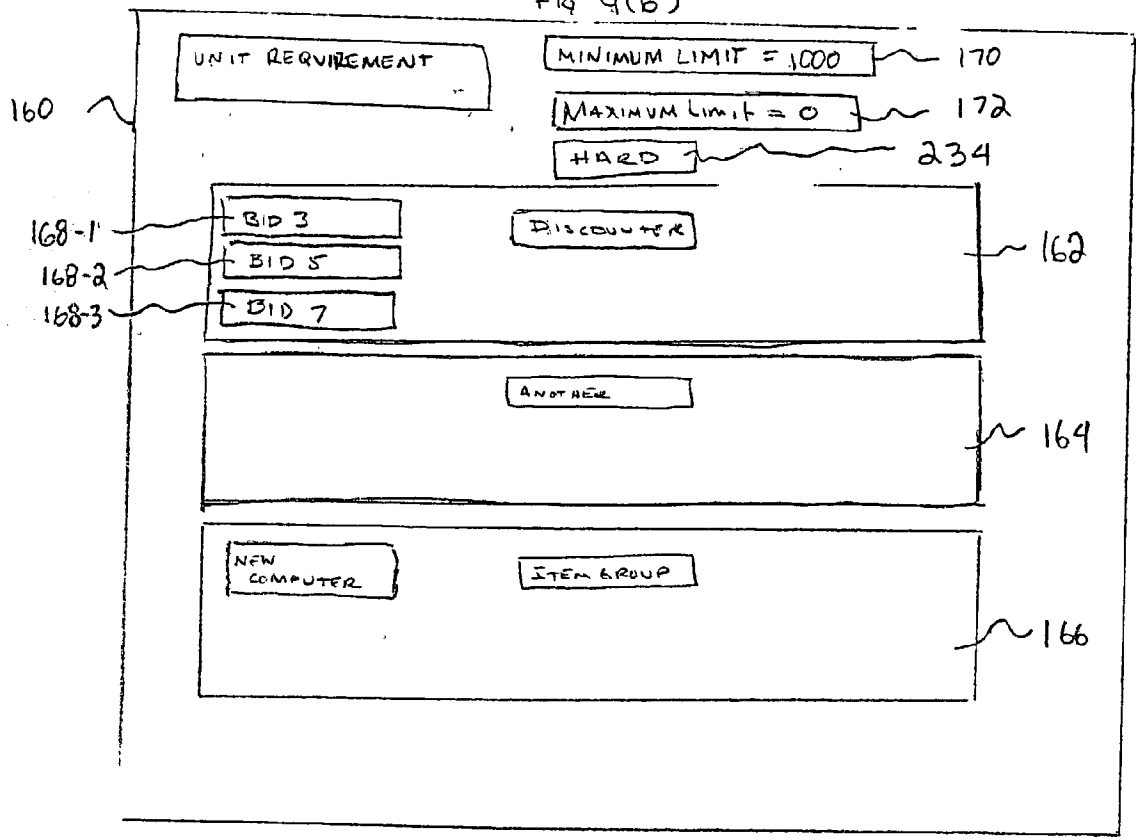 Fig 4(b)
UNIT REQUIREMENT
MINIMUM LIMIT = 1000
170
160
MAXIMUM LIMIT = 0
172
HARD
234
168-1
BID 3
DISCOUNTER
162
168-2
BID 5
168-3
BID 7
ANOTHER
164
NEW
COMPUTER
ITEM GROUP
166